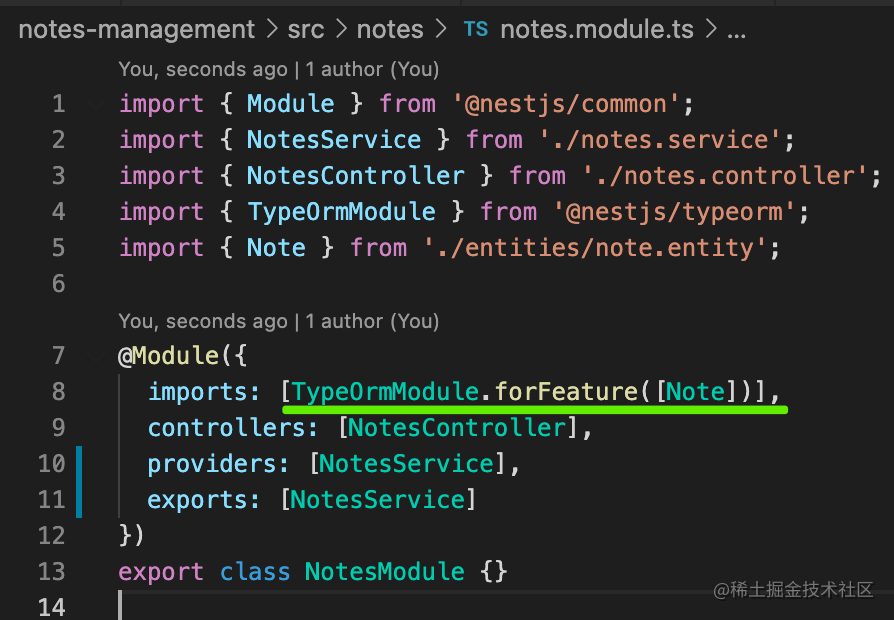 notes-management > src > notes > TS notes.module.ts > ...
You, seconds ago | 1 author (You)
1 import { Module } from '@nestjs/common';
2 import { NotesService } from './notes.service';
3 import { NotesController } from './notes.controller';
4 import { TypeOrmModule } from '@nestjs/typeorm';
5 import { Note } from './entities/note.entity';
6
You, seconds ago | 1 author (You)
7 @Module({
8 imports: [TypeOrmModule.forFeature([Note])],
9 controllers: [NotesController],
10 providers: [NotesService],
11 exports: [NotesService]
12 })
13 export class NotesModule {}
14
@稀土掘金技术社区